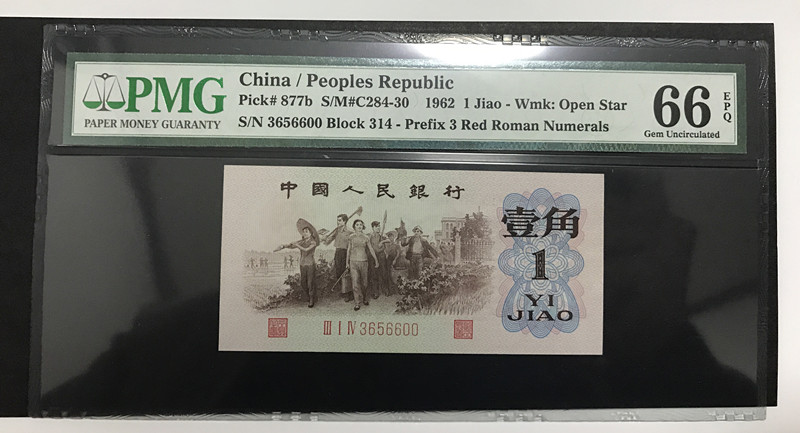 PMG
PAPER MONEY GUARANTY
China / Peoples Republic
Pick# 877b S/M#C284-30 1962 1 Jiao - Wmk: Open Star
S/N 3656600 Block 314 - Prefix 3 Red Roman Numerals
66
EPQ
Gem Uncirculated
中國人民銀行
壹角
1
YI
JIAO
III I IV 3656600